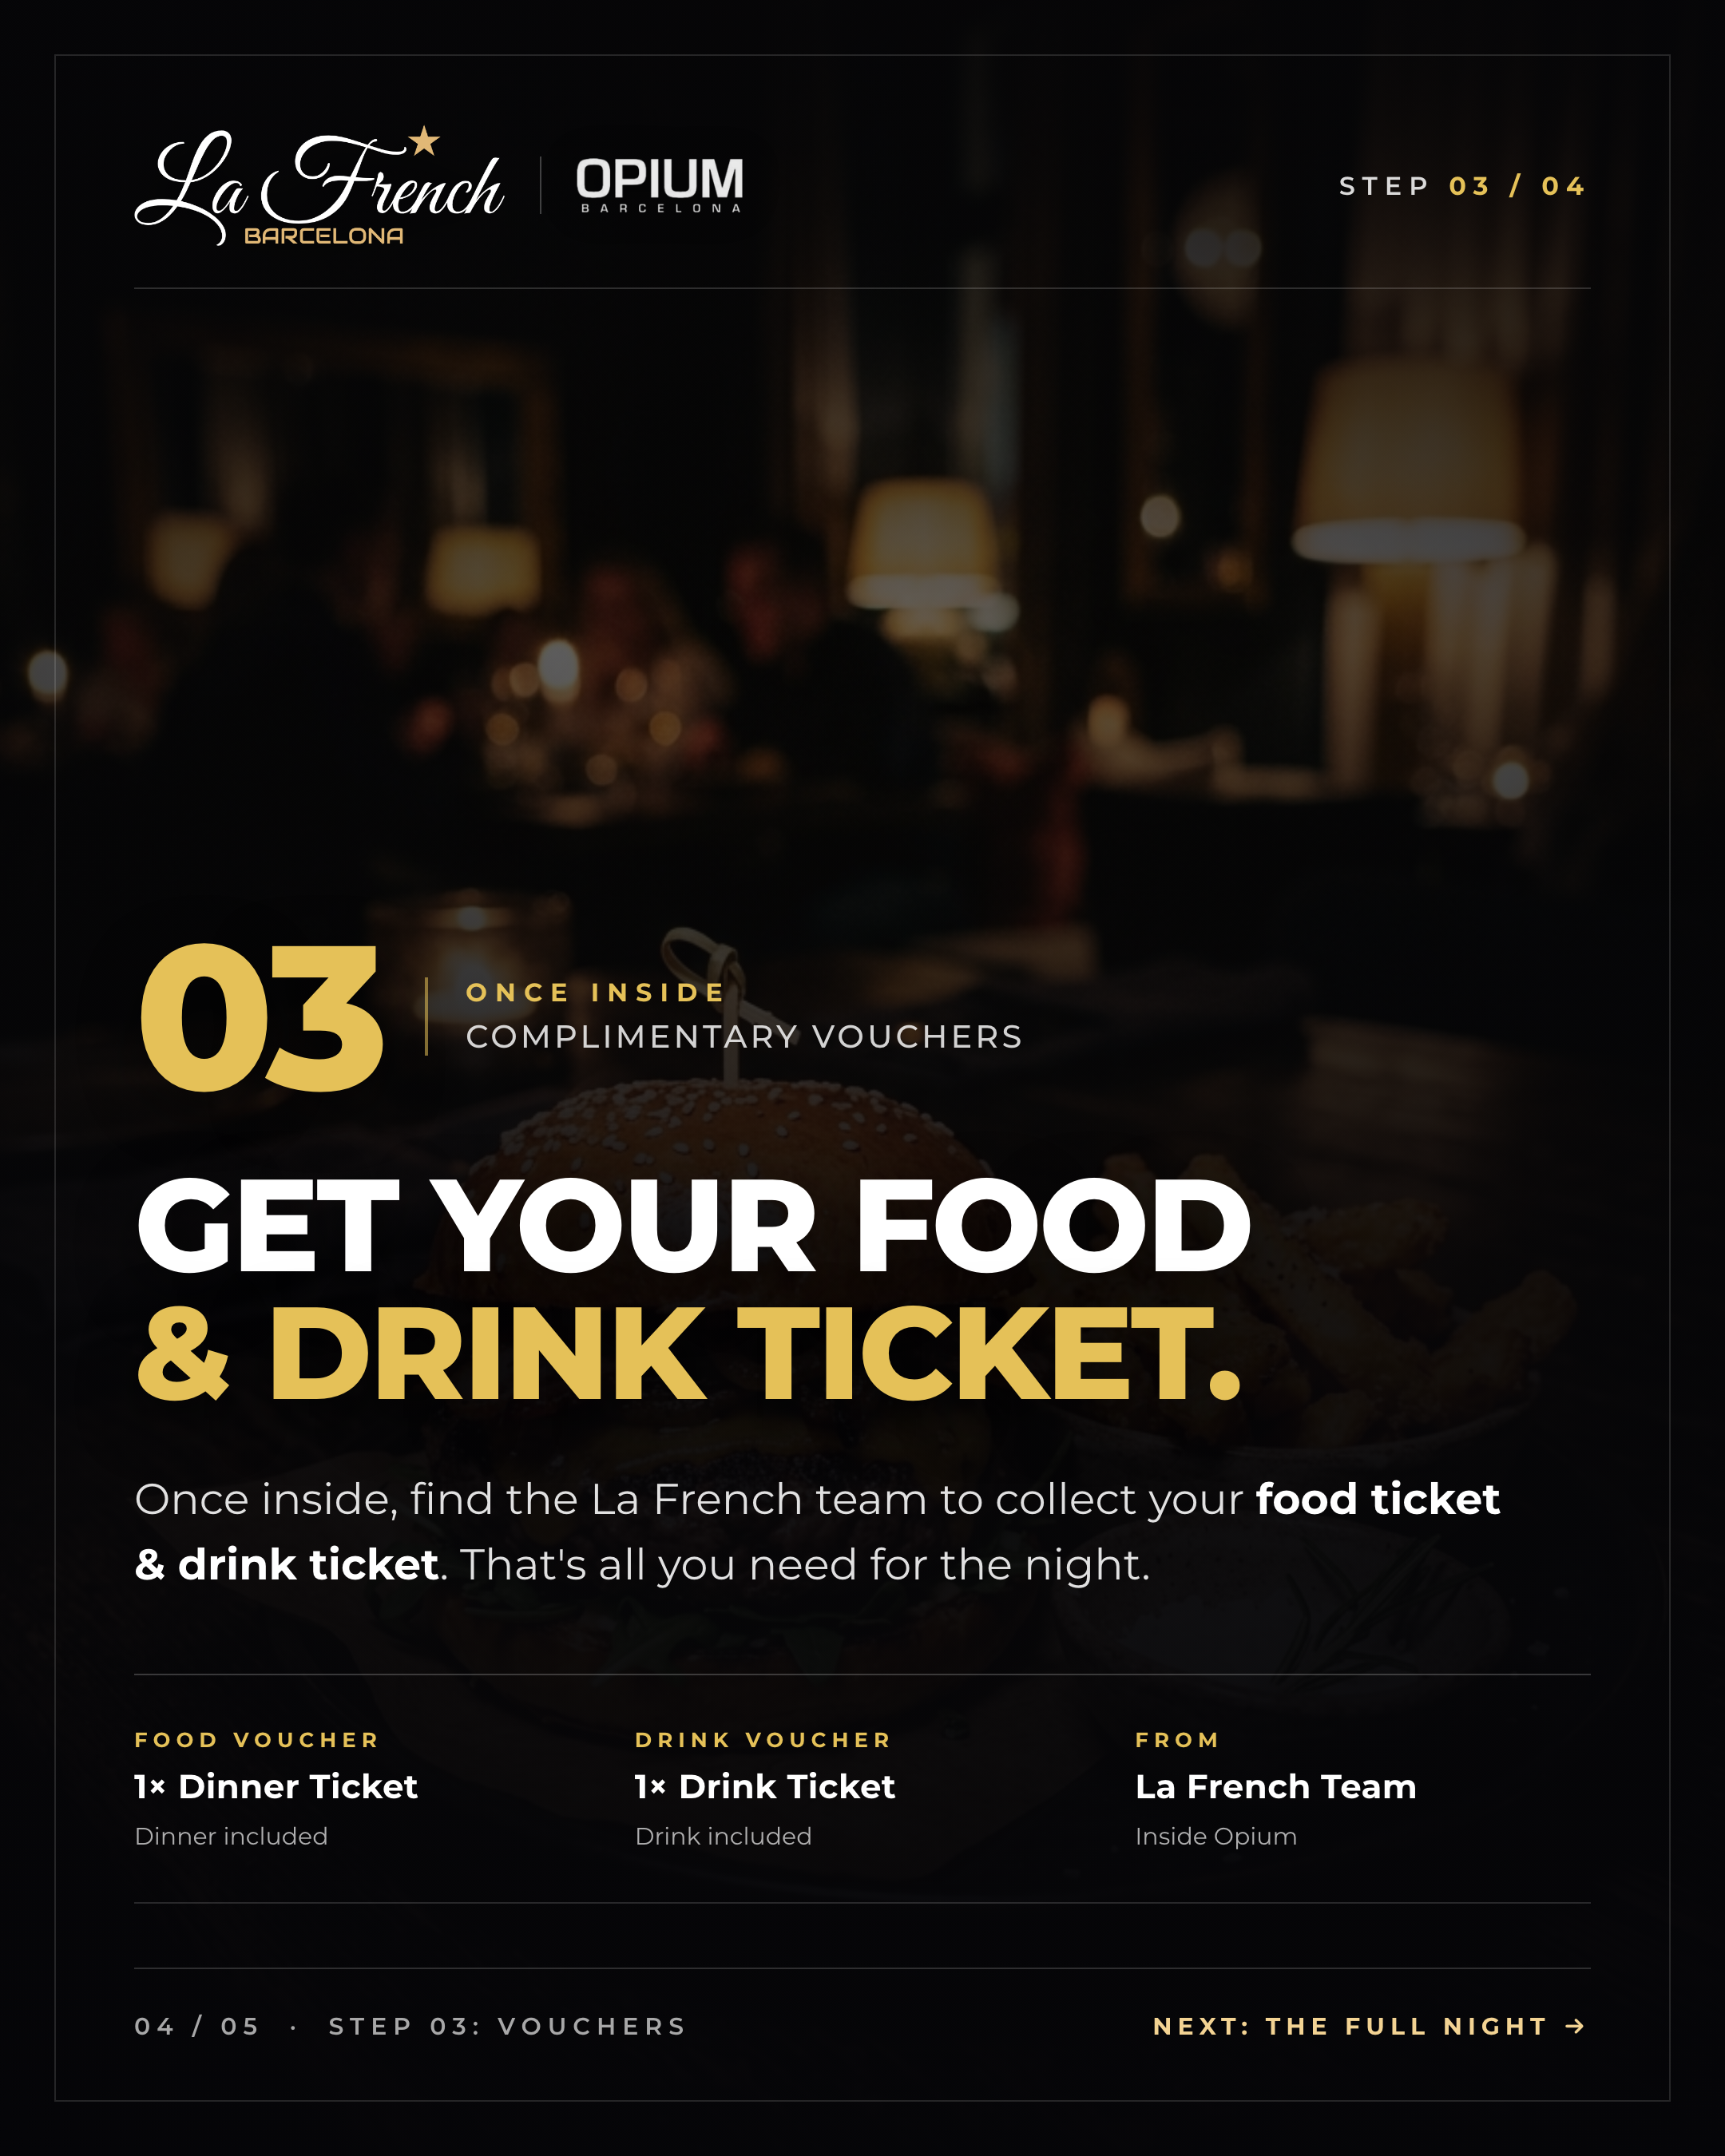 La French
BARCELONA
OPIUM
BARCELONA
STEP 03 / 04
03
ONCE INSIDE
COMPLIMENTARY VOUCHERS
GET YOUR FOOD
& DRINK TICKET.
Once inside, find the La French team to collect your food ticket
& drink ticket. That's all you need for the night.
FOOD VOUCHER
1× Dinner Ticket
Dinner included
DRINK VOUCHER
1× Drink Ticket
Drink included
FROM
La French Team
Inside Opium
04 / 05 · STEP 03: VOUCHERS
NEXT: THE FULL NIGHT →